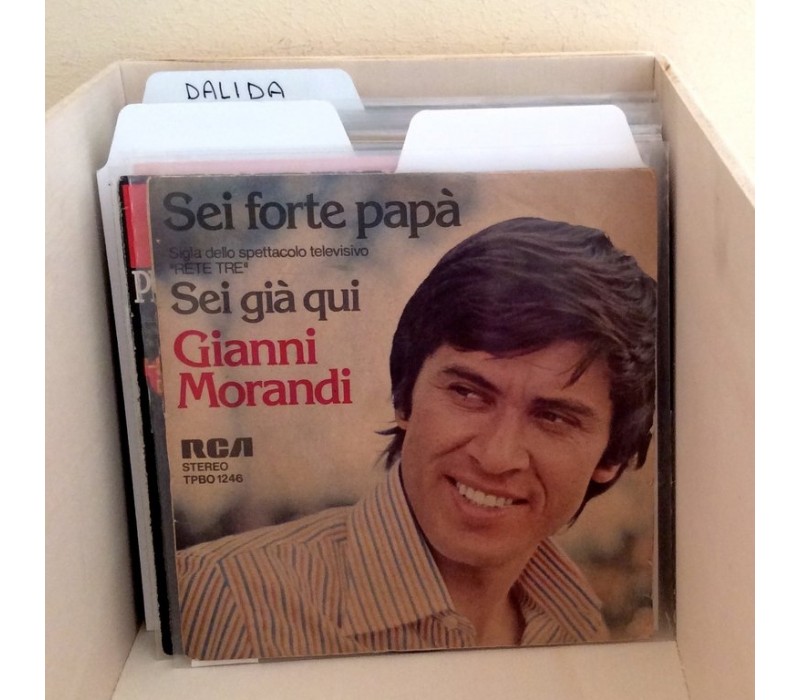 DALIDA
Sei forte papà
Sigla dello spettacolo televisivo
"RETE TRE"
Sei già qui
Gianni
Morandi
RCA
STEREO
TPBO 1246